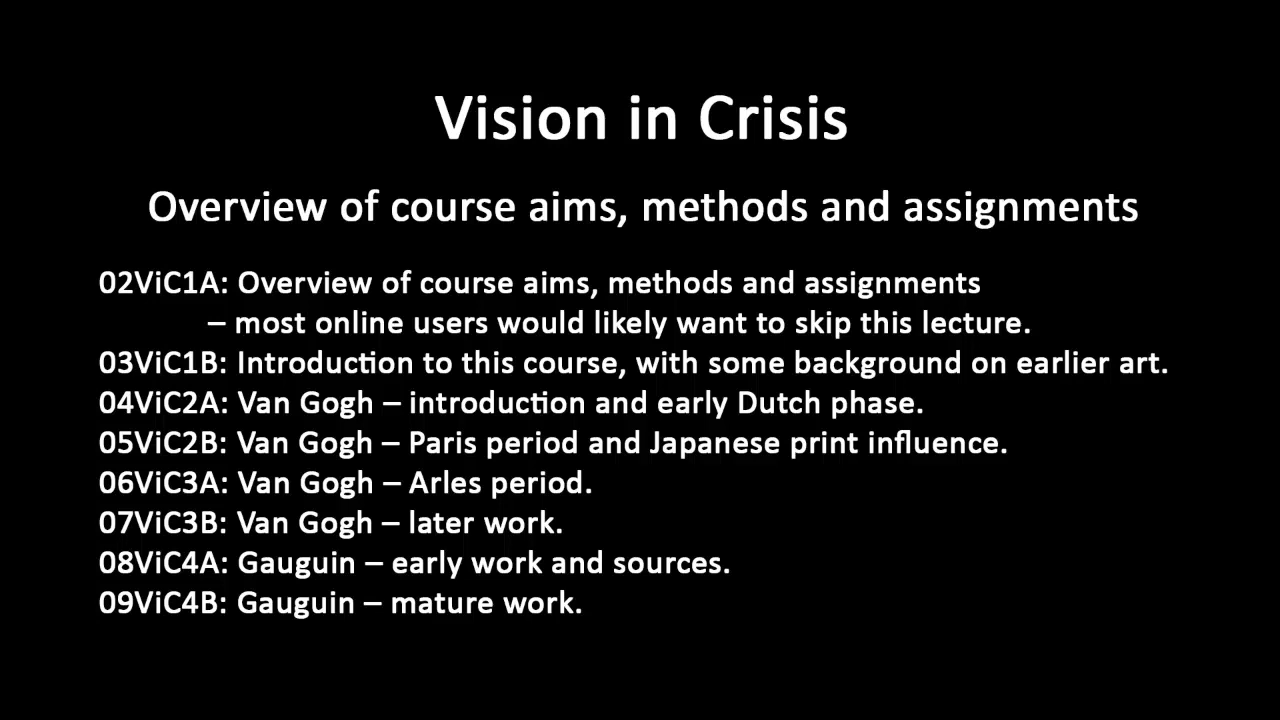 Vision in Crisis
Overview of course aims, methods and assignments
02ViC1A: Overview of course aims, methods and assignments
– most online users would likely want to skip this lecture.
03ViC1B: Introduction to this course, with some background on earlier art.
04ViC2A: Van Gogh – introduction and early Dutch phase.
05ViC2B: Van Gogh – Paris period and Japanese print influence.
06ViC3A: Van Gogh – Arles period.
07ViC3B: Van Gogh – later work.
08ViC4A: Gauguin – early work and sources.
09ViC4B: Gauguin – mature work.